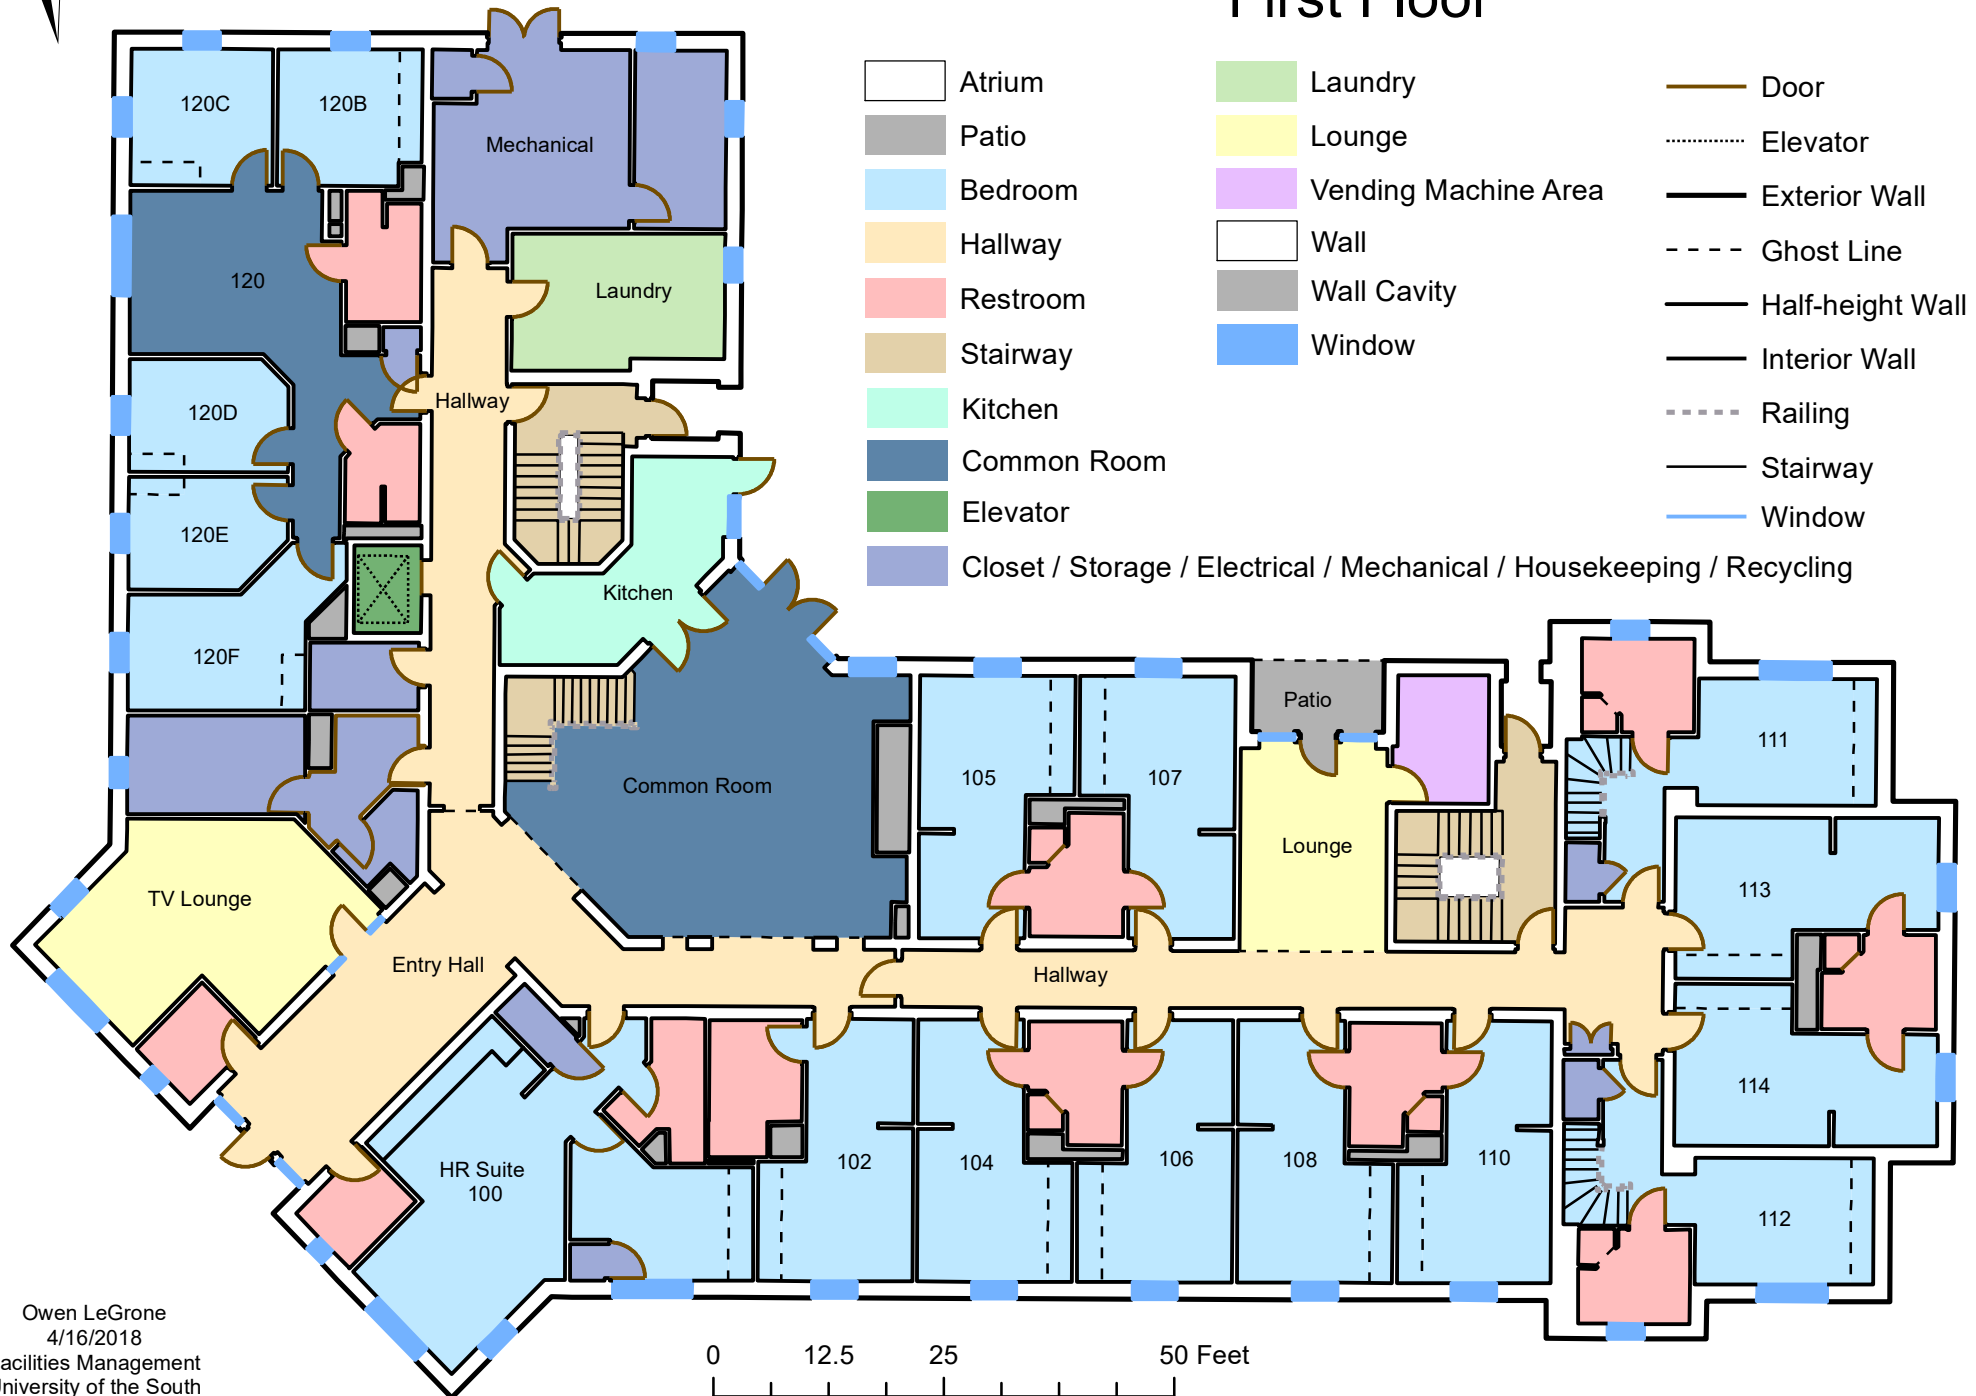 First Floor
Atrium
Patio
Bedroom
Hallway
Restroom
Stairway
Kitchen
Common Room
Elevator
Closet / Storage / Electrical / Mechanical / Housekeeping / Recycling
Laundry
Lounge
Vending Machine Area
Wall
Wall Cavity
Window
Door
Elevator
Exterior Wall
Ghost Line
Half-height Wall
Interior Wall
Railing
Stairway
Window
120C
120B
Mechanical
120
Laundry
Hallway
120D
120E
Kitchen
120F
Common Room
TV Lounge
Entry Hall
105
107
Patio
Lounge
111
113
Hallway
114
112
HR Suite
100
102
104
106
108
110
Owen LeGrone
4/16/2018
acilities Management
University of the South
0 12.5 25 50 Feet